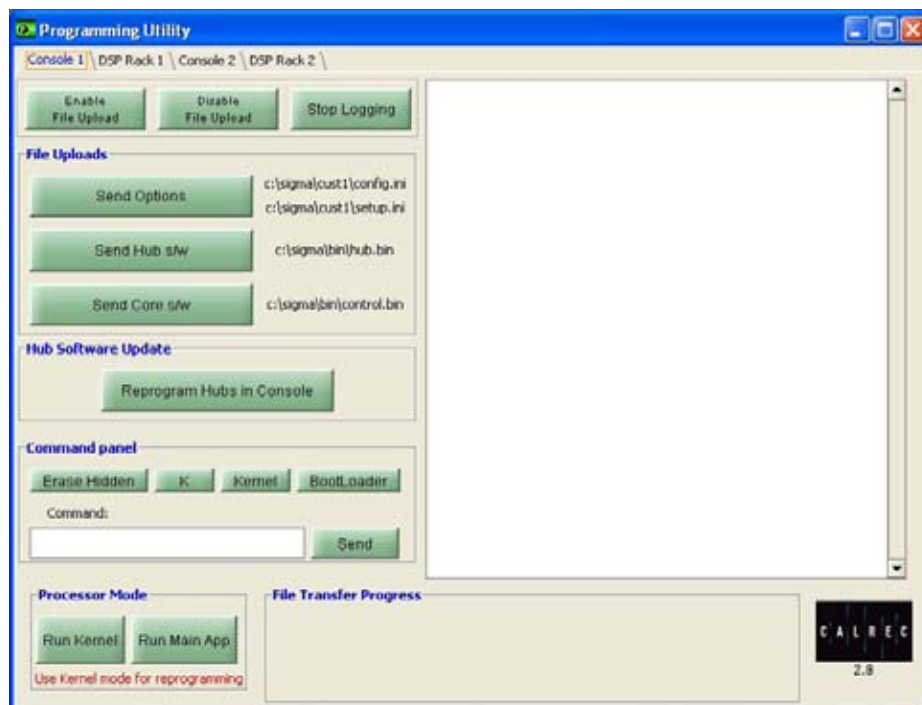 Programming Utility
Console 1 \ DSP Rack 1 \ Console 2 \ DSP Rack 2 \
Enable
File Upload
Disable
File Upload
Stop Logging
File Uploads
Send Options
c:\sigma\cust1\config.ini
c:\sigma\cust1\setup.ini
Send Hub s/w
c:\sigma\bin\hub.bin
Send Core s/w
c:\sigma\bin\control.bin
Hub Software Update
Reprogram Hubs in Console
Command panel
Erase Hidden K Kernel BootLoader
Command:
Send
Processor Mode
Run Kernel Run Main App
Use Kernel mode for reprogramming
File Transfer Progress
CALREC
2.8